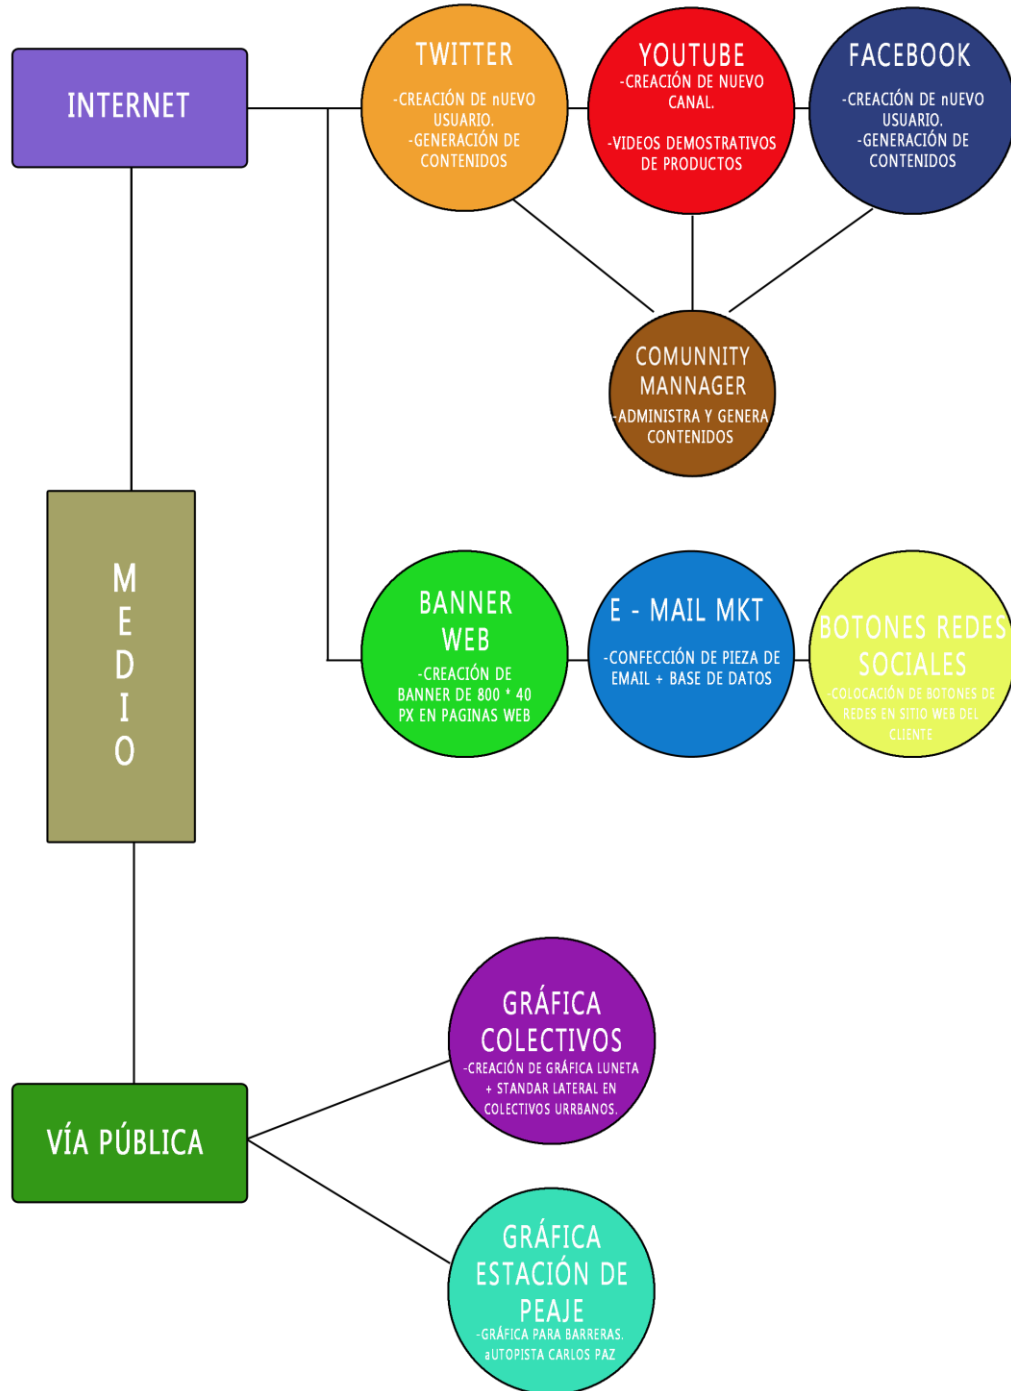 INTERNET
TWITTER
-CREACIÓN DE nUEVO
USUARIO.
-GENERACIÓN DE
CONTENIDOS
YOUTUBE
-CREACIÓN DE NUEVO
CANAL.
-VIDEOS DEMOSTRATIVOS
DE PRODUCTOS
FACEBOOK
-CREACIÓN DE nUEVO
USUARIO.
-GENERACIÓN DE
CONTENIDOS
COMUNNITY
MANNAGER
-ADMINISTRA Y GENERA
CONTENIDOS
M
E
D
I
O
BANNER
WEB
-CREACIÓN DE
BANNER DE 800 * 40
PX EN PAGINAS WEB
E - MAIL MKT
-CONFECCIÓN DE PIEZA DE
EMAIL + BASE DE DATOS
BOTONES REDES
SOCIALES
-COLOCACIÓN DE BOTONES DE
REDES EN SITIO WEB DEL
CLIENTE
VÍA PÚBLICA
GRÁFICA
COLECTIVOS
-CREACIÓN DE GRÁFICA LUNETA
+ STANDAR LATERAL EN
COLECTIVOS URRBANOS.
GRÁFICA
ESTACIÓN DE
PEAJE
-GRÁFICA PARA BARRERAS.
aUTOPISTA CARLOS PAZ